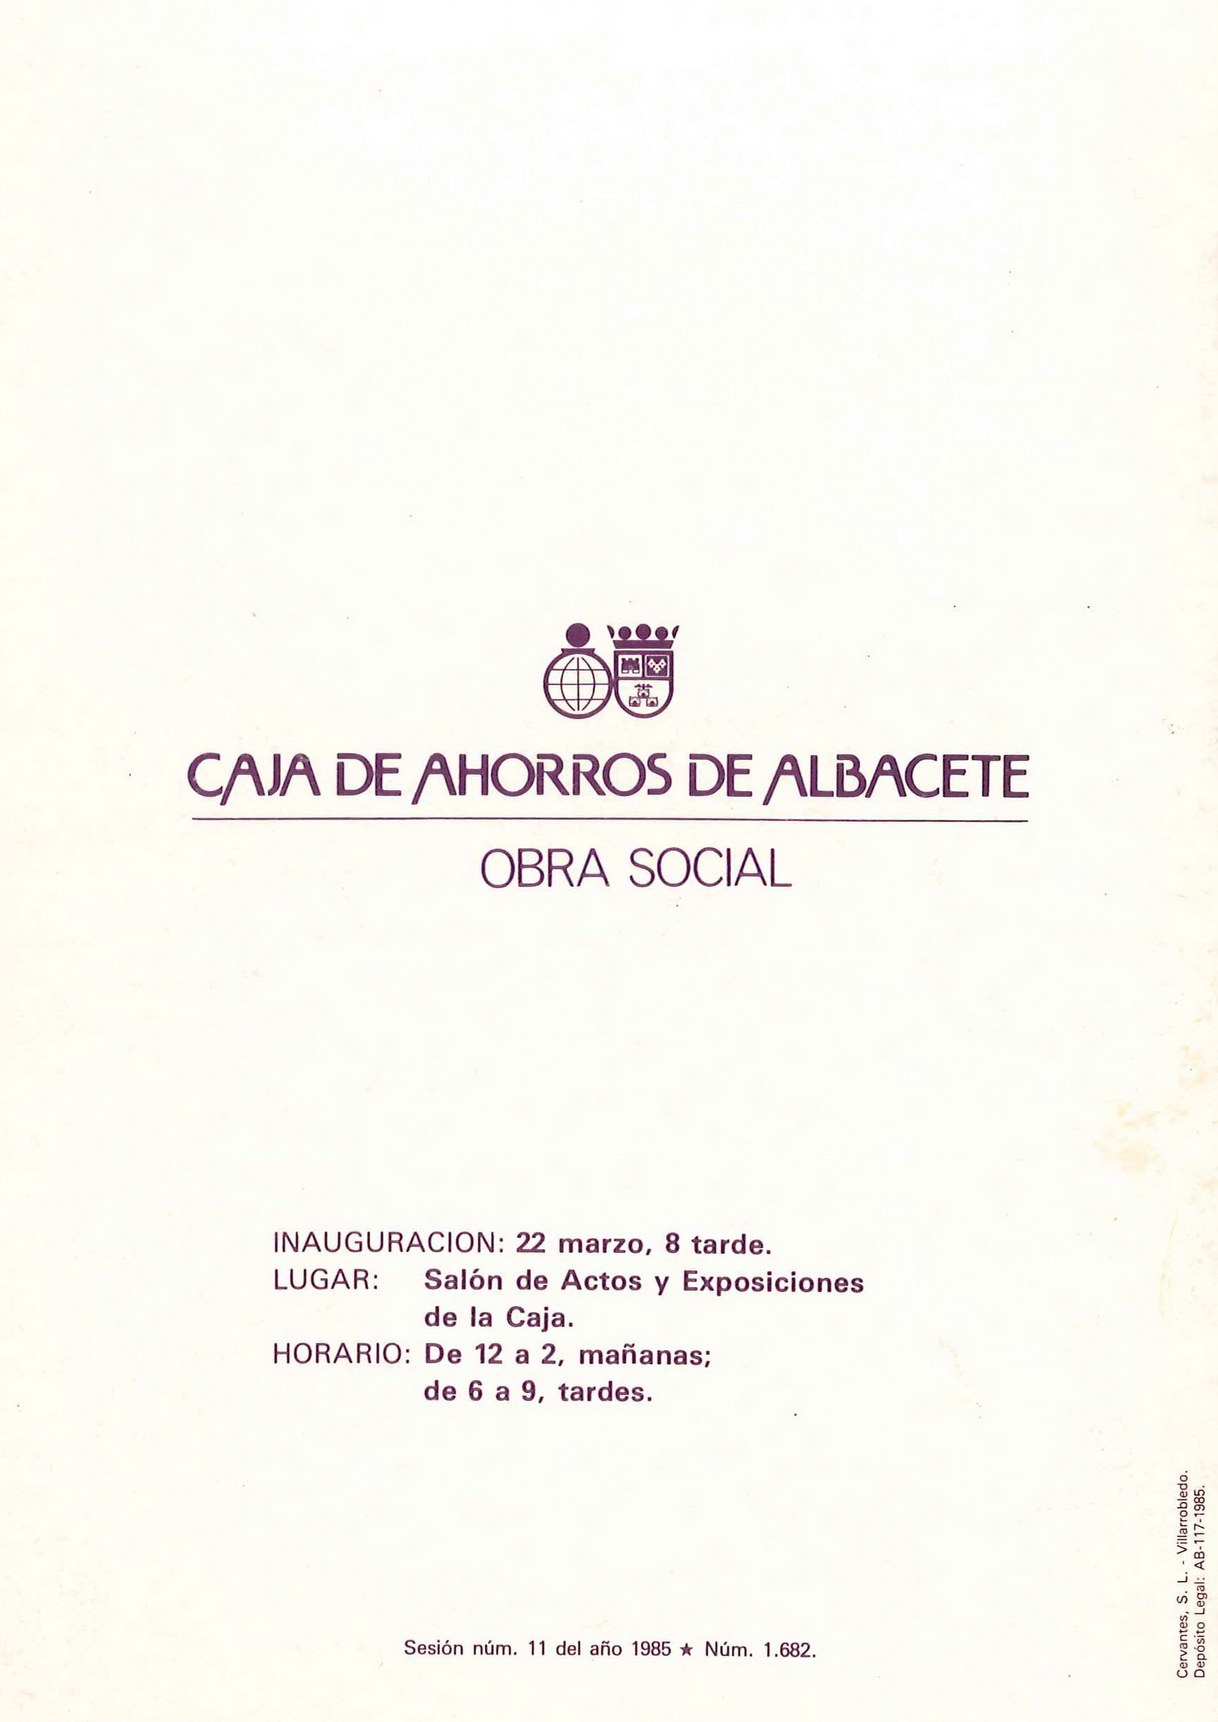 CAJA DE AHORROS DE ALBACETE
OBRA SOCIAL
INAUGURACION: 22 marzo, 8 tarde.
LUGAR: Salón de Actos y Exposiciones
de la Caja.
HORARIO: De 12 a 2, mañanas;
de 6 a 9, tardes.
Sesión núm. 11 del año 1985 ★ Núm. 1.682.
Cervantes, S. L. - Villarrobledo.
Depósito Legal: AB-117-1985.